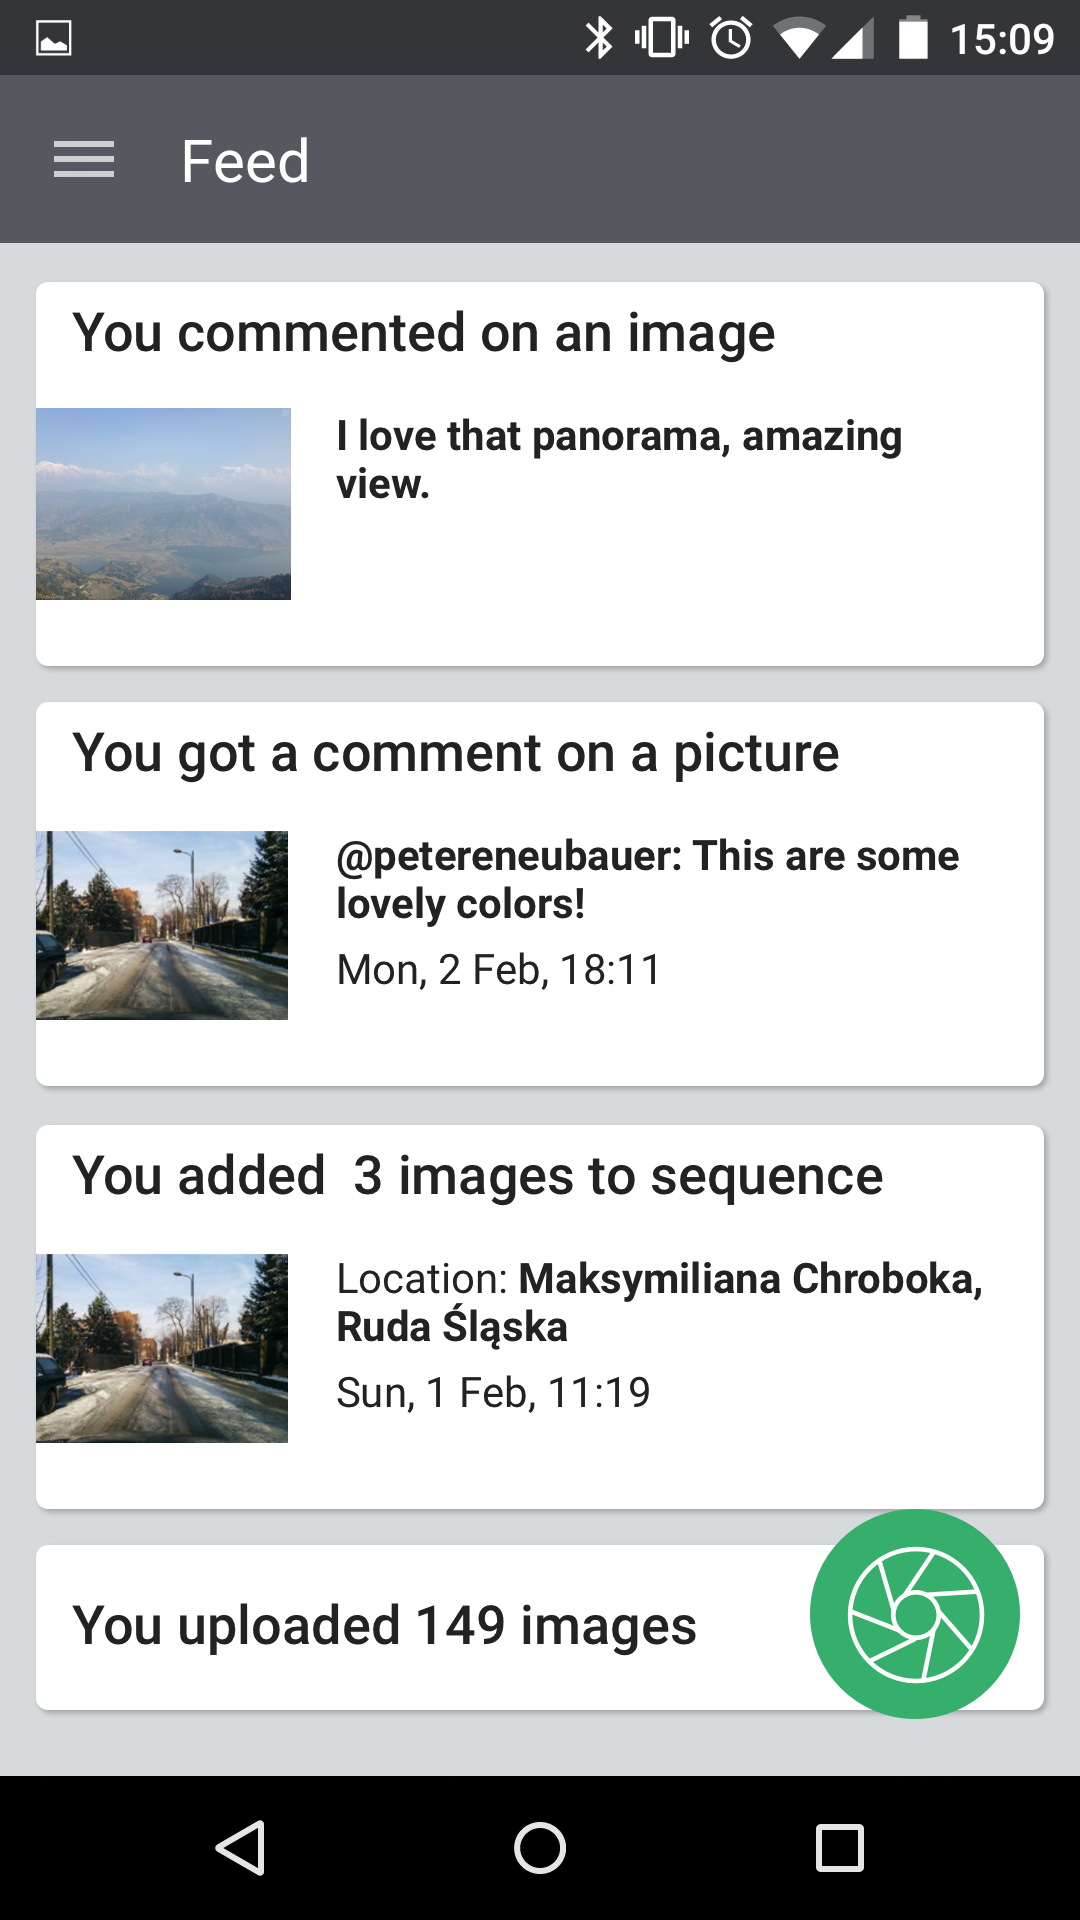 15:09
Feed
You commented on an image
I love that panorama, amazing
view.
You got a comment on a picture
@petereneubauer: This are some
lovely colors!
Mon, 2 Feb, 18:11
You added  3 images to sequence
Location: Maksymiliana Chroboka,
Ruda Śląska
Sun, 1 Feb, 11:19
You uploaded 149 images